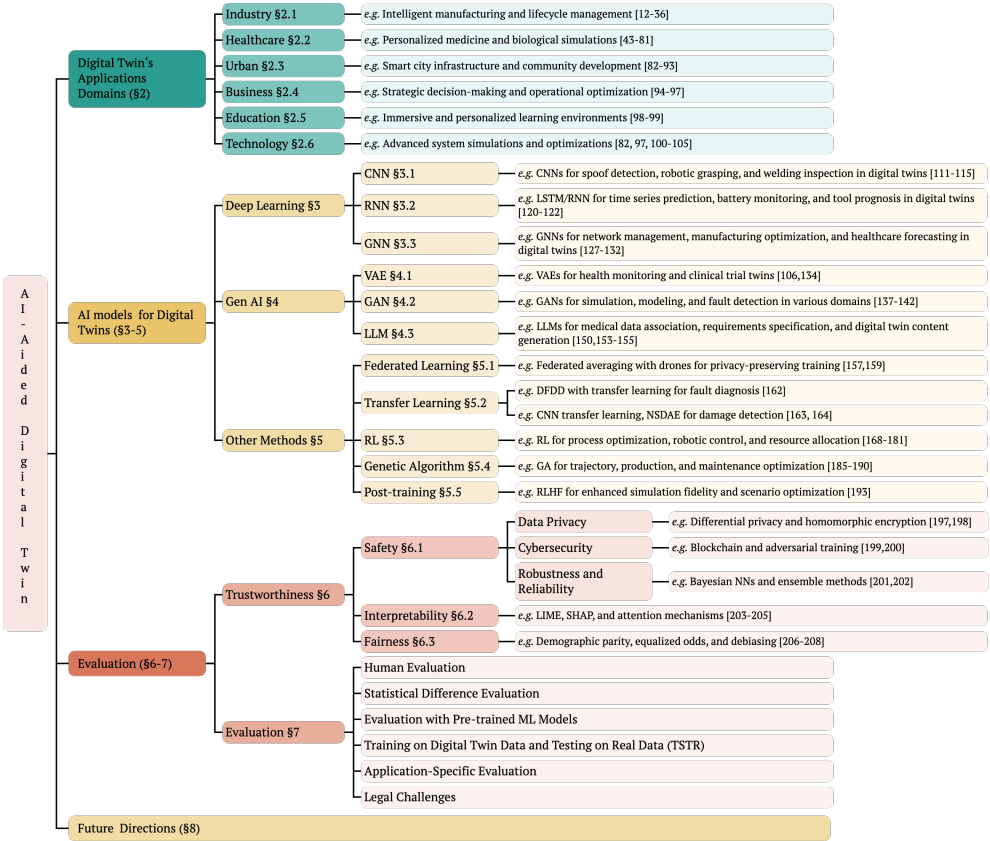 AI-Aided Digital Twin
Digital Twin's
Applications
Domains (§2)
Industry §2.1
e.g. Intelligent manufacturing and lifecycle management [12-36]
Healthcare §2.2
e.g. Personalized medicine and biological simulations [43-81]
Urban §2.3
e.g. Smart city infrastructure and community development [82-93]
Business §2.4
e.g. Strategic decision-making and operational optimization [94-97]
Education §2.5
e.g. Immersive and personalized learning environments [98-99]
Technology §2.6
e.g. Advanced system simulations and optimizations [82, 97, 100-105]
AI models for Digital
Twins (§3-5)
Deep Learning §3
CNN §3.1
e.g. CNNs for spoof detection, robotic grasping, and welding inspection in digital twins [111-115]
RNN §3.2
e.g. LSTM/RNN for time series prediction, battery monitoring, and tool prognosis in digital twins
[120-122]
GNN §3.3
e.g. GNNs for network management, manufacturing optimization, and healthcare forecasting in
digital twins [127-132]
Gen AI §4
VAE §4.1
e.g. VAEs for health monitoring and clinical trial twins [106,134]
GAN §4.2
e.g. GANs for simulation, modeling, and fault detection in various domains [137-142]
LLM §4.3
e.g. LLMs for medical data association, requirements specification, and digital twin content
generation [150,153-155]
Other Methods §5
Federated Learning §5.1
e.g. Federated averaging with drones for privacy-preserving training [157,159]
Transfer Learning §5.2
e.g. DFDD with transfer learning for fault diagnosis [162]
e.g. CNN transfer learning, NSDAE for damage detection [163, 164]
RL §5.3
e.g. RL for process optimization, robotic control, and resource allocation [168-181]
Genetic Algorithm §5.4
e.g. GA for trajectory, production, and maintenance optimization [185-190]
Post-training §5.5
e.g. RLHF for enhanced simulation fidelity and scenario optimization [193]
Evaluation (§6-7)
Trustworthiness §6
Safety §6.1
Data Privacy
e.g. Differential privacy and homomorphic encryption [197,198]
Cybersecurity
e.g. Blockchain and adversarial training [199,200]
Robustness and
Reliability
e.g. Bayesian NNs and ensemble methods [201,202]
Interpretability §6.2
e.g. LIME, SHAP, and attention mechanisms [203-205]
Fairness §6.3
e.g. Demographic parity, equalized odds, and debiasing [206-208]
Evaluation §7
Human Evaluation
Statistical Difference Evaluation
Evaluation with Pre-trained ML Models
Training on Digital Twin Data and Testing on Real Data (TSTR)
Application-Specific Evaluation
Legal Challenges
Future Directions (§8)